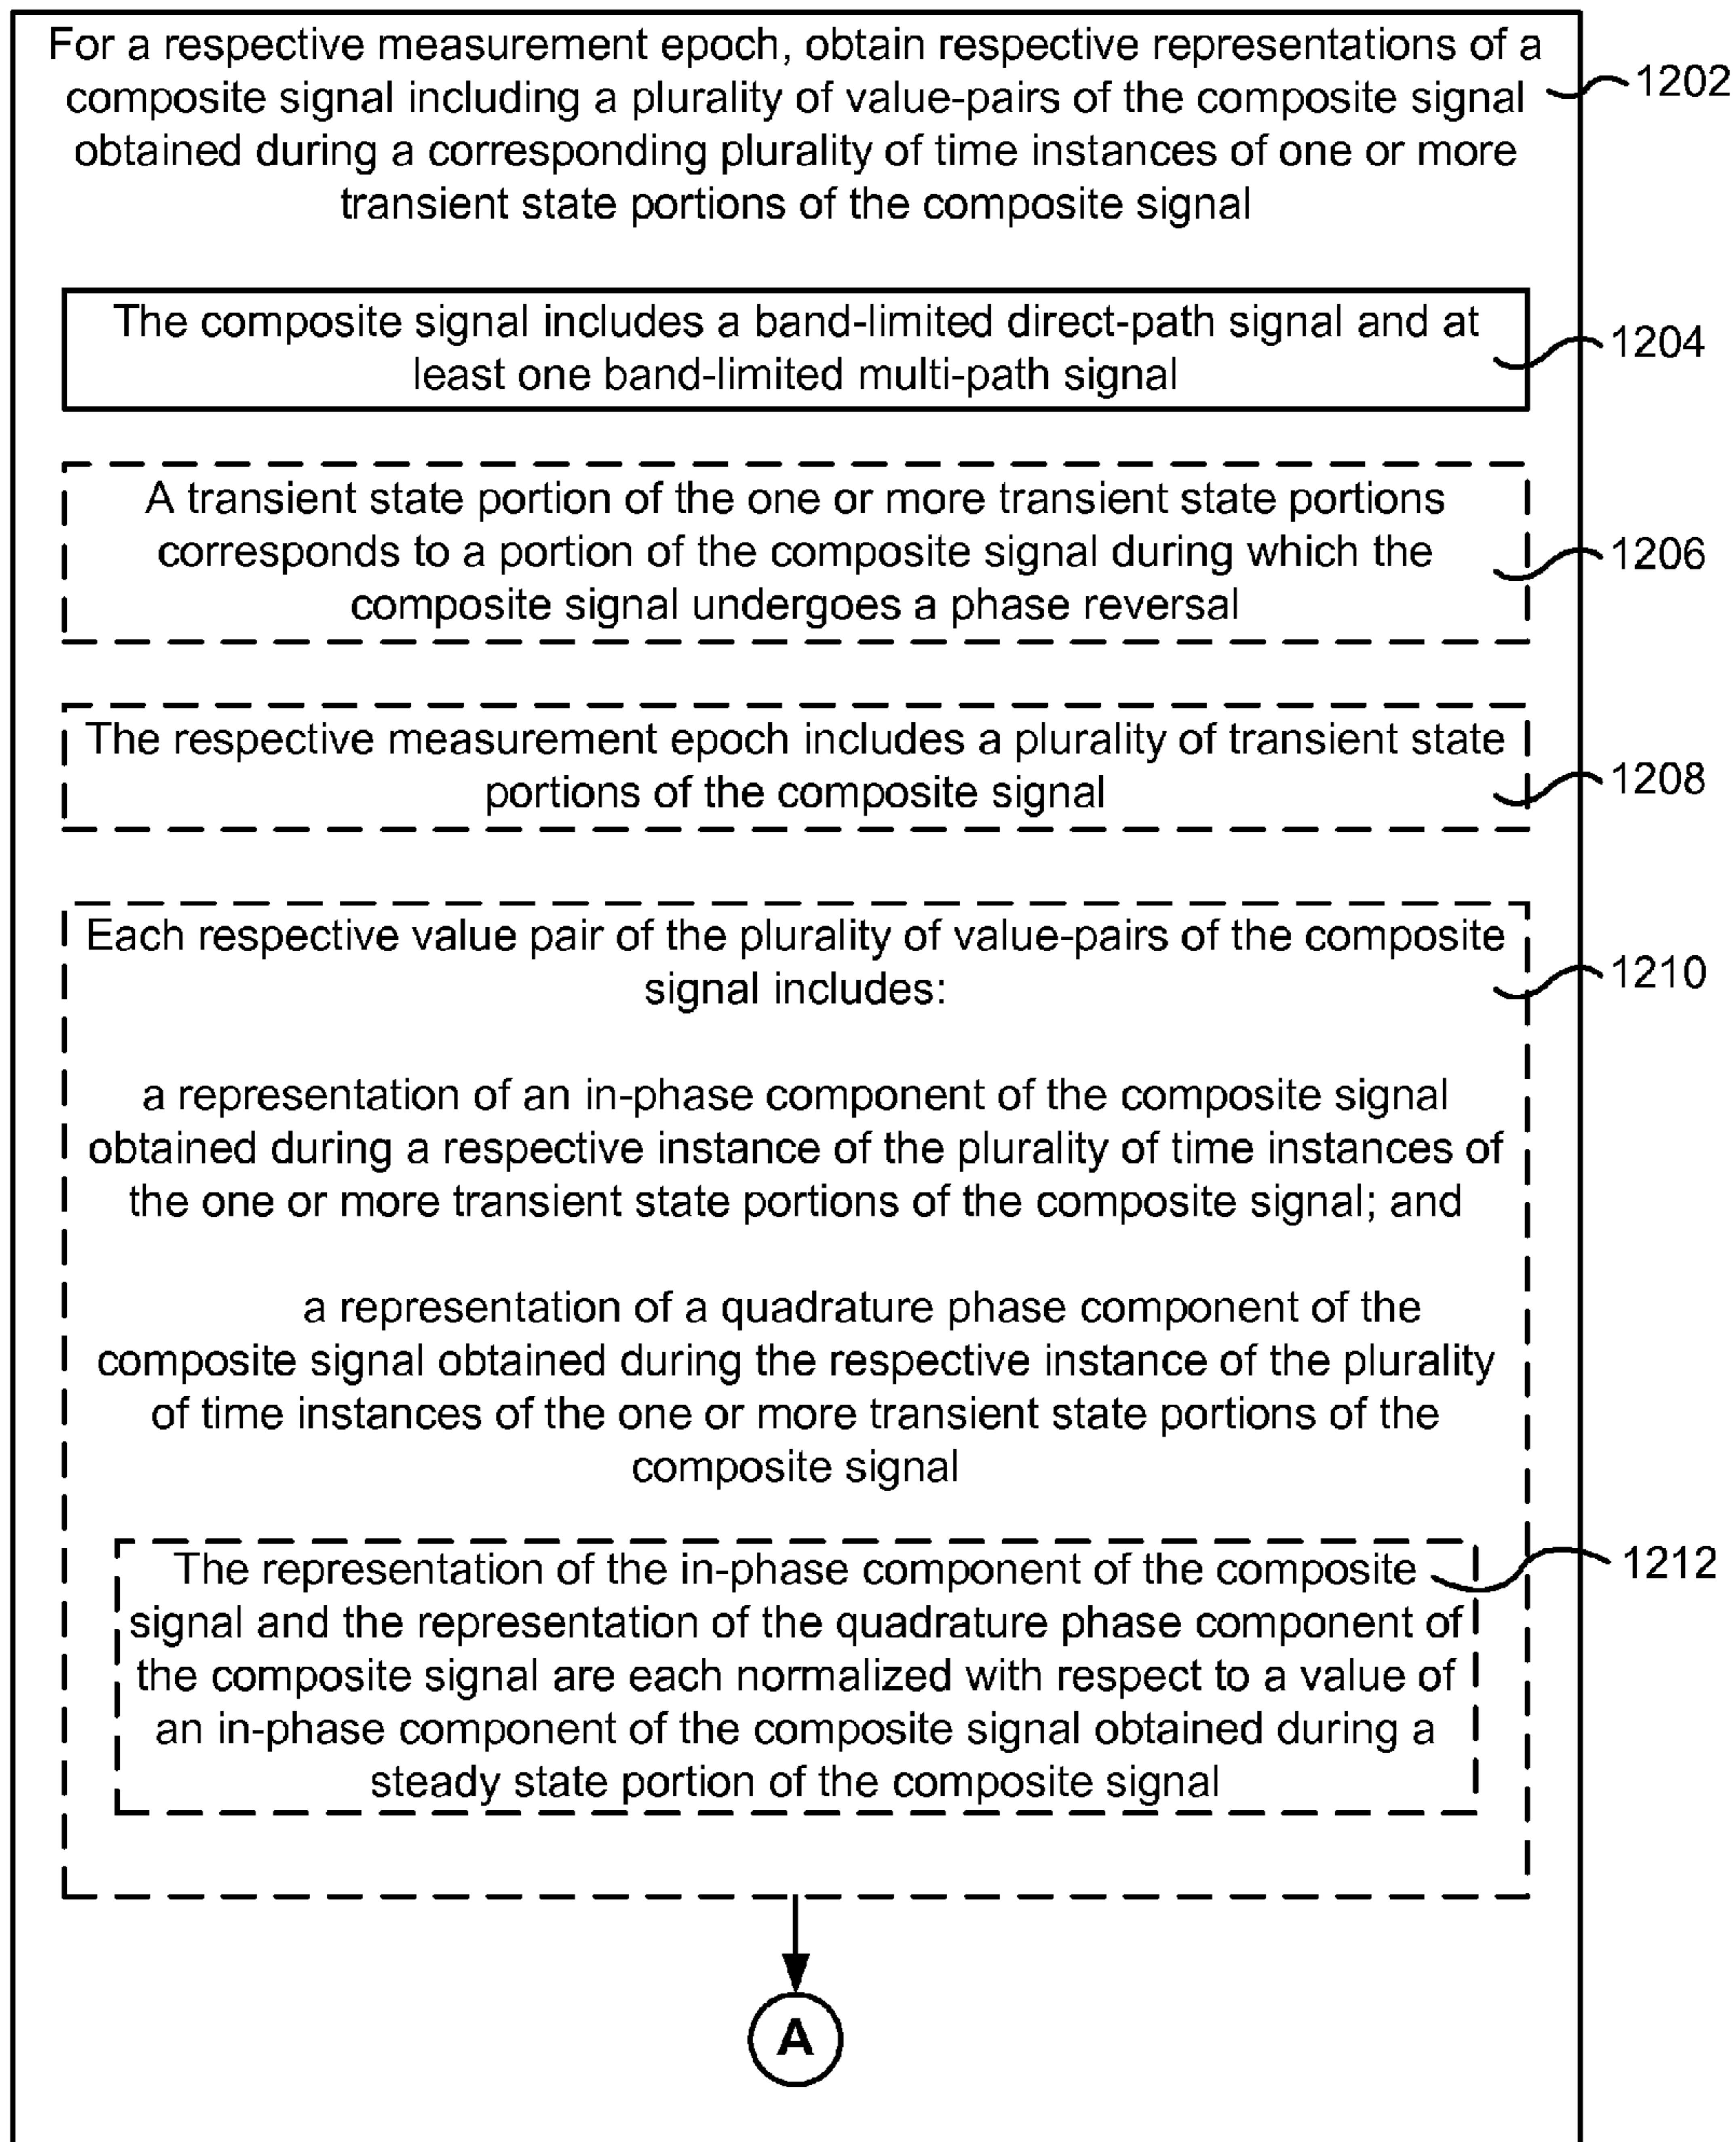 For a respective measurement epoch, obtain respective representations of a
composite signal including a plurality of value-pairs of the composite signal
obtained during a corresponding plurality of time instances of one or more
transient state portions of the composite signal
1202
The composite signal includes a band-limited direct-path signal and at
least one band-limited multi-path signal
1204
A transient state portion of the one or more transient state portions
corresponds to a portion of the composite signal during which the
composite signal undergoes a phase reversal
1206
The respective measurement epoch includes a plurality of transient state
portions of the composite signal
1208
Each respective value pair of the plurality of value-pairs of the composite
signal includes:
1210
a representation of an in-phase component of the composite signal
obtained during a respective instance of the plurality of time instances of
the one or more transient state portions of the composite signal; and
a representation of a quadrature phase component of the
composite signal obtained during the respective instance of the plurality
of time instances of the one or more transient state portions of the
composite signal
The representation of the in-phase component of the composite
signal and the representation of the quadrature phase component of
the composite signal are each normalized with respect to a value of
an in-phase component of the composite signal obtained during a
steady state portion of the composite signal
1212
A